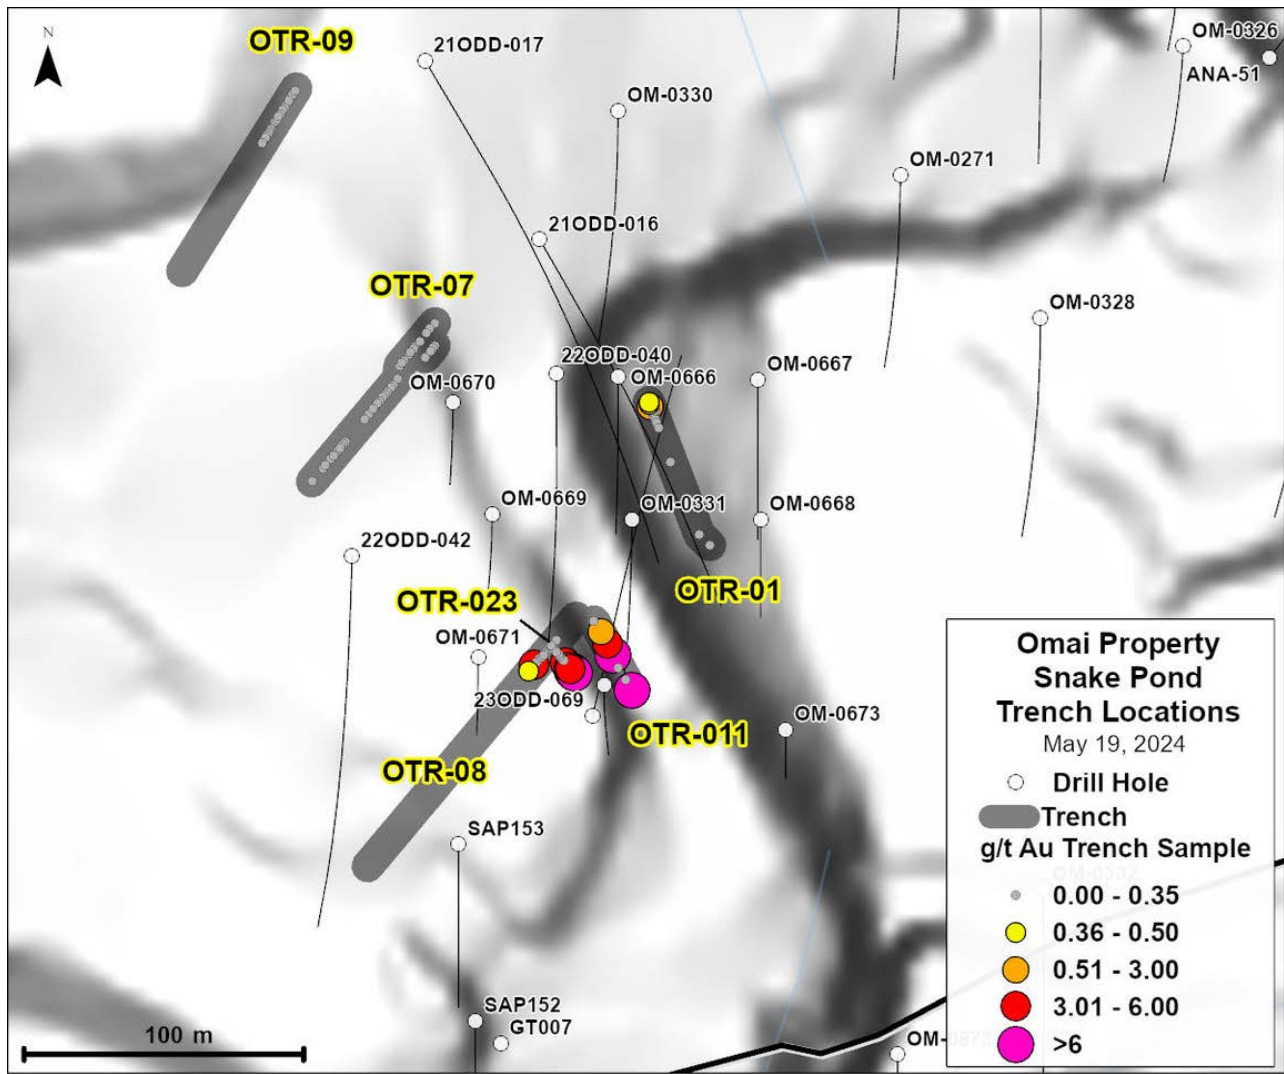 N
OTR-09
21ODD-017
OM-0326
ANA-51
OM-0330
OM-0271
21ODD-016
OTR-07
OM-0328
22ODD-040
OM-0670
OM-0666
OM-0667
OM-0669
OM-0331
OM-0668
22ODD-042
OTR-023
OTR-01
OM-0671
23ODD-069
OTR-011
OM-0673
OTR-08
SAP153
SAP152
GT007
OM-0873
100 m
Omai Property
Snake Pond
Trench Locations
May 19, 2024
Drill Hole
Trench
g/t Au Trench Sample
OM-0332
0.00 - 0.35
0.36 - 0.50
0.51 - 3.00
3.01 - 6.00
>6